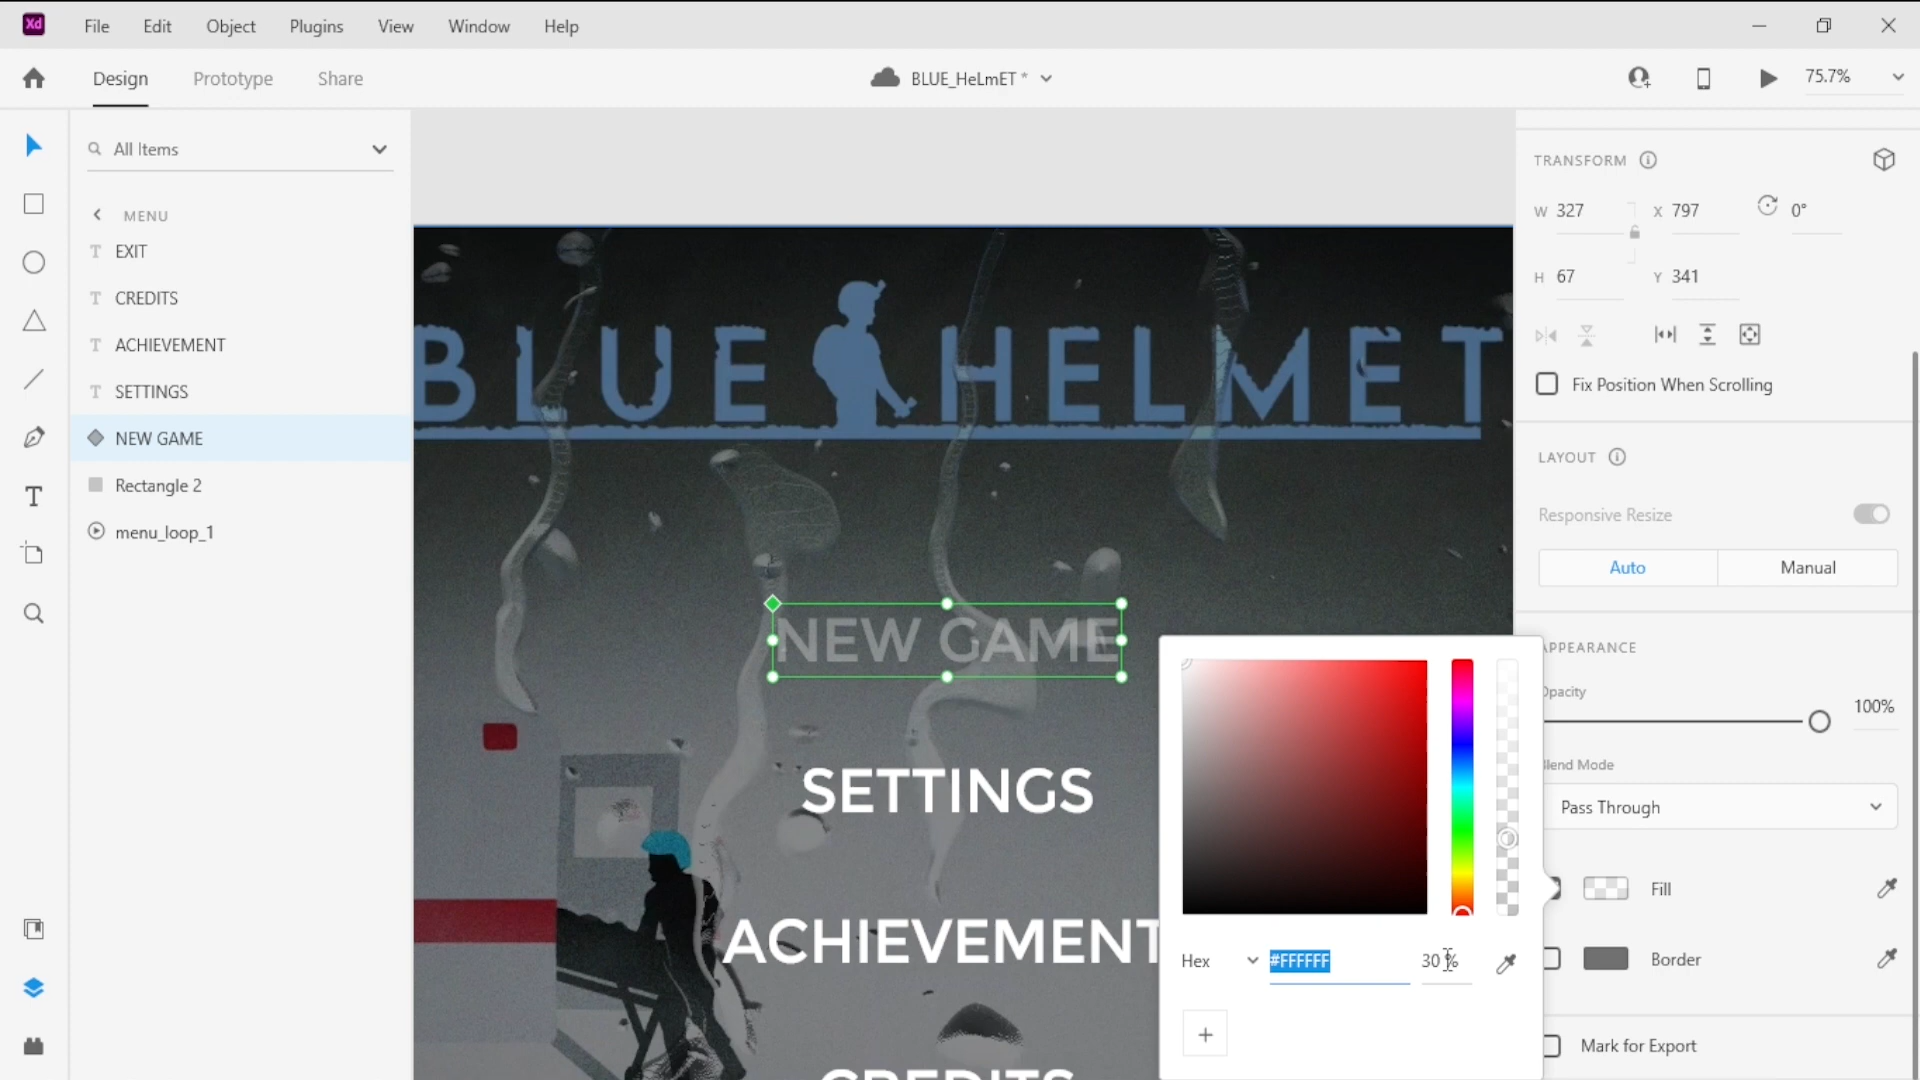 Xd File Edit Object Plugins View Window Help
Design Prototype Share BLUE_HeLmET * 75.7%
All Items
MENU
EXIT
CREDITS
ACHIEVEMENT
SETTINGS
NEW GAME
Rectangle 2
menu_loop_1
BLUE HELMET
NEW GAME
SETTINGS
ACHIEVEMENT
CREDITS
Hex #FFFFFF 30 %
+
TRANSFORM
W 327 X 797 0°
H 67 Y 341
Fix Position When Scrolling
LAYOUT
Responsive Resize
Auto Manual
APPEARANCE
Opacity
100%
Blend Mode
Pass Through
Fill
Border
Mark for Export